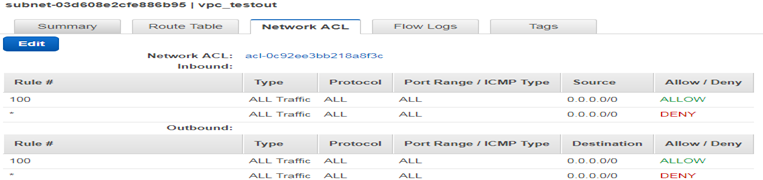 subnet-03d608e2cfe886b95 | vpc_testout
Summary Route Table Network ACL Flow Logs Tags
Edit
Network ACL: acl-0c92ee3bb218a8f3c
Inbound:
Rule # Type Protocol Port Range / ICMP Type Source Allow / Deny
100 ALL Traffic ALL ALL 0.0.0.0/0 ALLOW
* ALL Traffic ALL ALL 0.0.0.0/0 DENY
Outbound:
Rule # Type Protocol Port Range / ICMP Type Destination Allow / Deny
100 ALL Traffic ALL ALL 0.0.0.0/0 ALLOW
* ALL Traffic ALL ALL 0.0.0.0/0 DENY